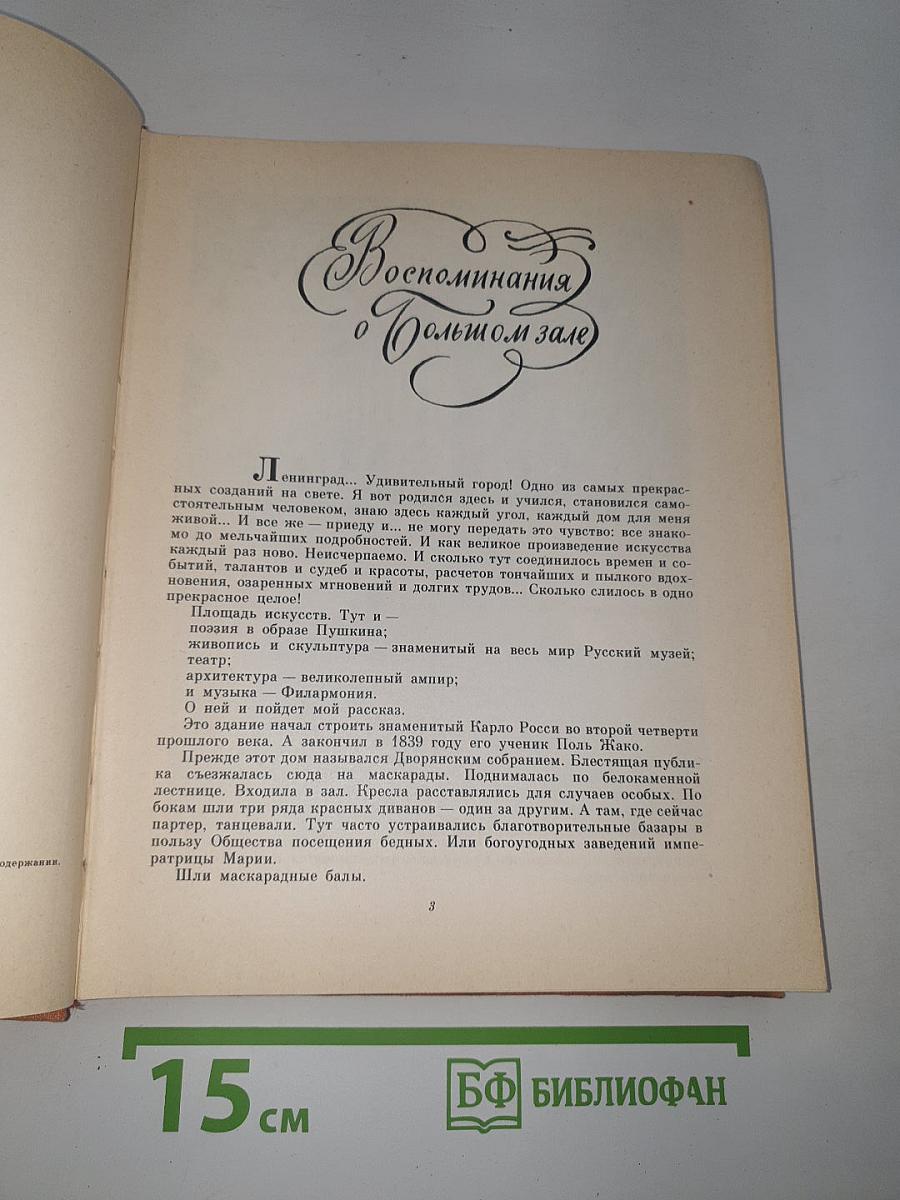 Воспоминания
о Большом зале
Ленинград... Удивительный город! Одно из самых прекрас-
ных созданий на свете. Я вот родился здесь и учился, становился само-
стоятельным человеком, знаю здесь каждый угол, каждый дом для меня
живой... И все же — приеду и... не могу передать это чувство: все знако-
мо до мельчайших подробностей. И как великое произведение искусства
каждый раз ново. Неисчерпаемо. И сколько тут соединилось времен и со-
бытий, талантов и судеб и красоты, расчетов тончайших и пылкого вдох-
новения, озаренных мгновений и долгих трудов... Сколько слилось в одно
прекрасное целое!
Площадь искусств. Тут и —
поэзия в образе Пушкина;
живопись и скульптура — знаменитый на весь мир Русский музей;
театр;
архитектура — великолепный ампир;
и музыка — Филармония.
О ней и пойдет мой рассказ.
Это здание начал строить знаменитый Карло Росси во второй четверти
прошлого века. А закончил в 1839 году его ученик Поль Жако.
Прежде этот дом назывался Дворянским собранием. Блестящая публи-
ка съезжалась сюда на маскарады. Поднималась по белокаменной
лестнице. Входила в зал. Кресла расставлялись для случаев особых. По
бокам шли три ряда красных диванов — один за другим. А там, где сейчас
партер, танцевали. Тут часто устраивались благотворительные базары в
пользу Общества посещения бедных. Или богоугодных заведений импе-
ратрицы Марии.
Шли маскарадные балы.
3
одержании.
15 см
БФ БИБЛИОФАН